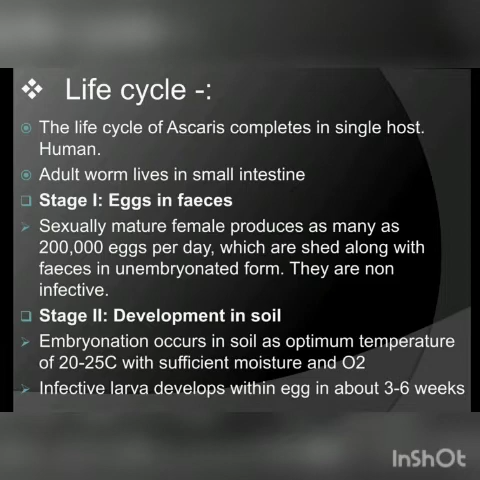 ❖ Life cycle -:
The life cycle of Ascaris completes in single host.
Human.
Adult worm lives in small intestine
Stage I: Eggs in faeces
Sexually mature female produces as many as
200,000 eggs per day, which are shed along with
faeces in unembryonated form. They are non
infective.
Stage II: Development in soil
Embryonation occurs in soil as optimum temperature
of 20-25C with sufficient moisture and O2
Infective larva develops within egg in about 3-6 weeks
InShOt